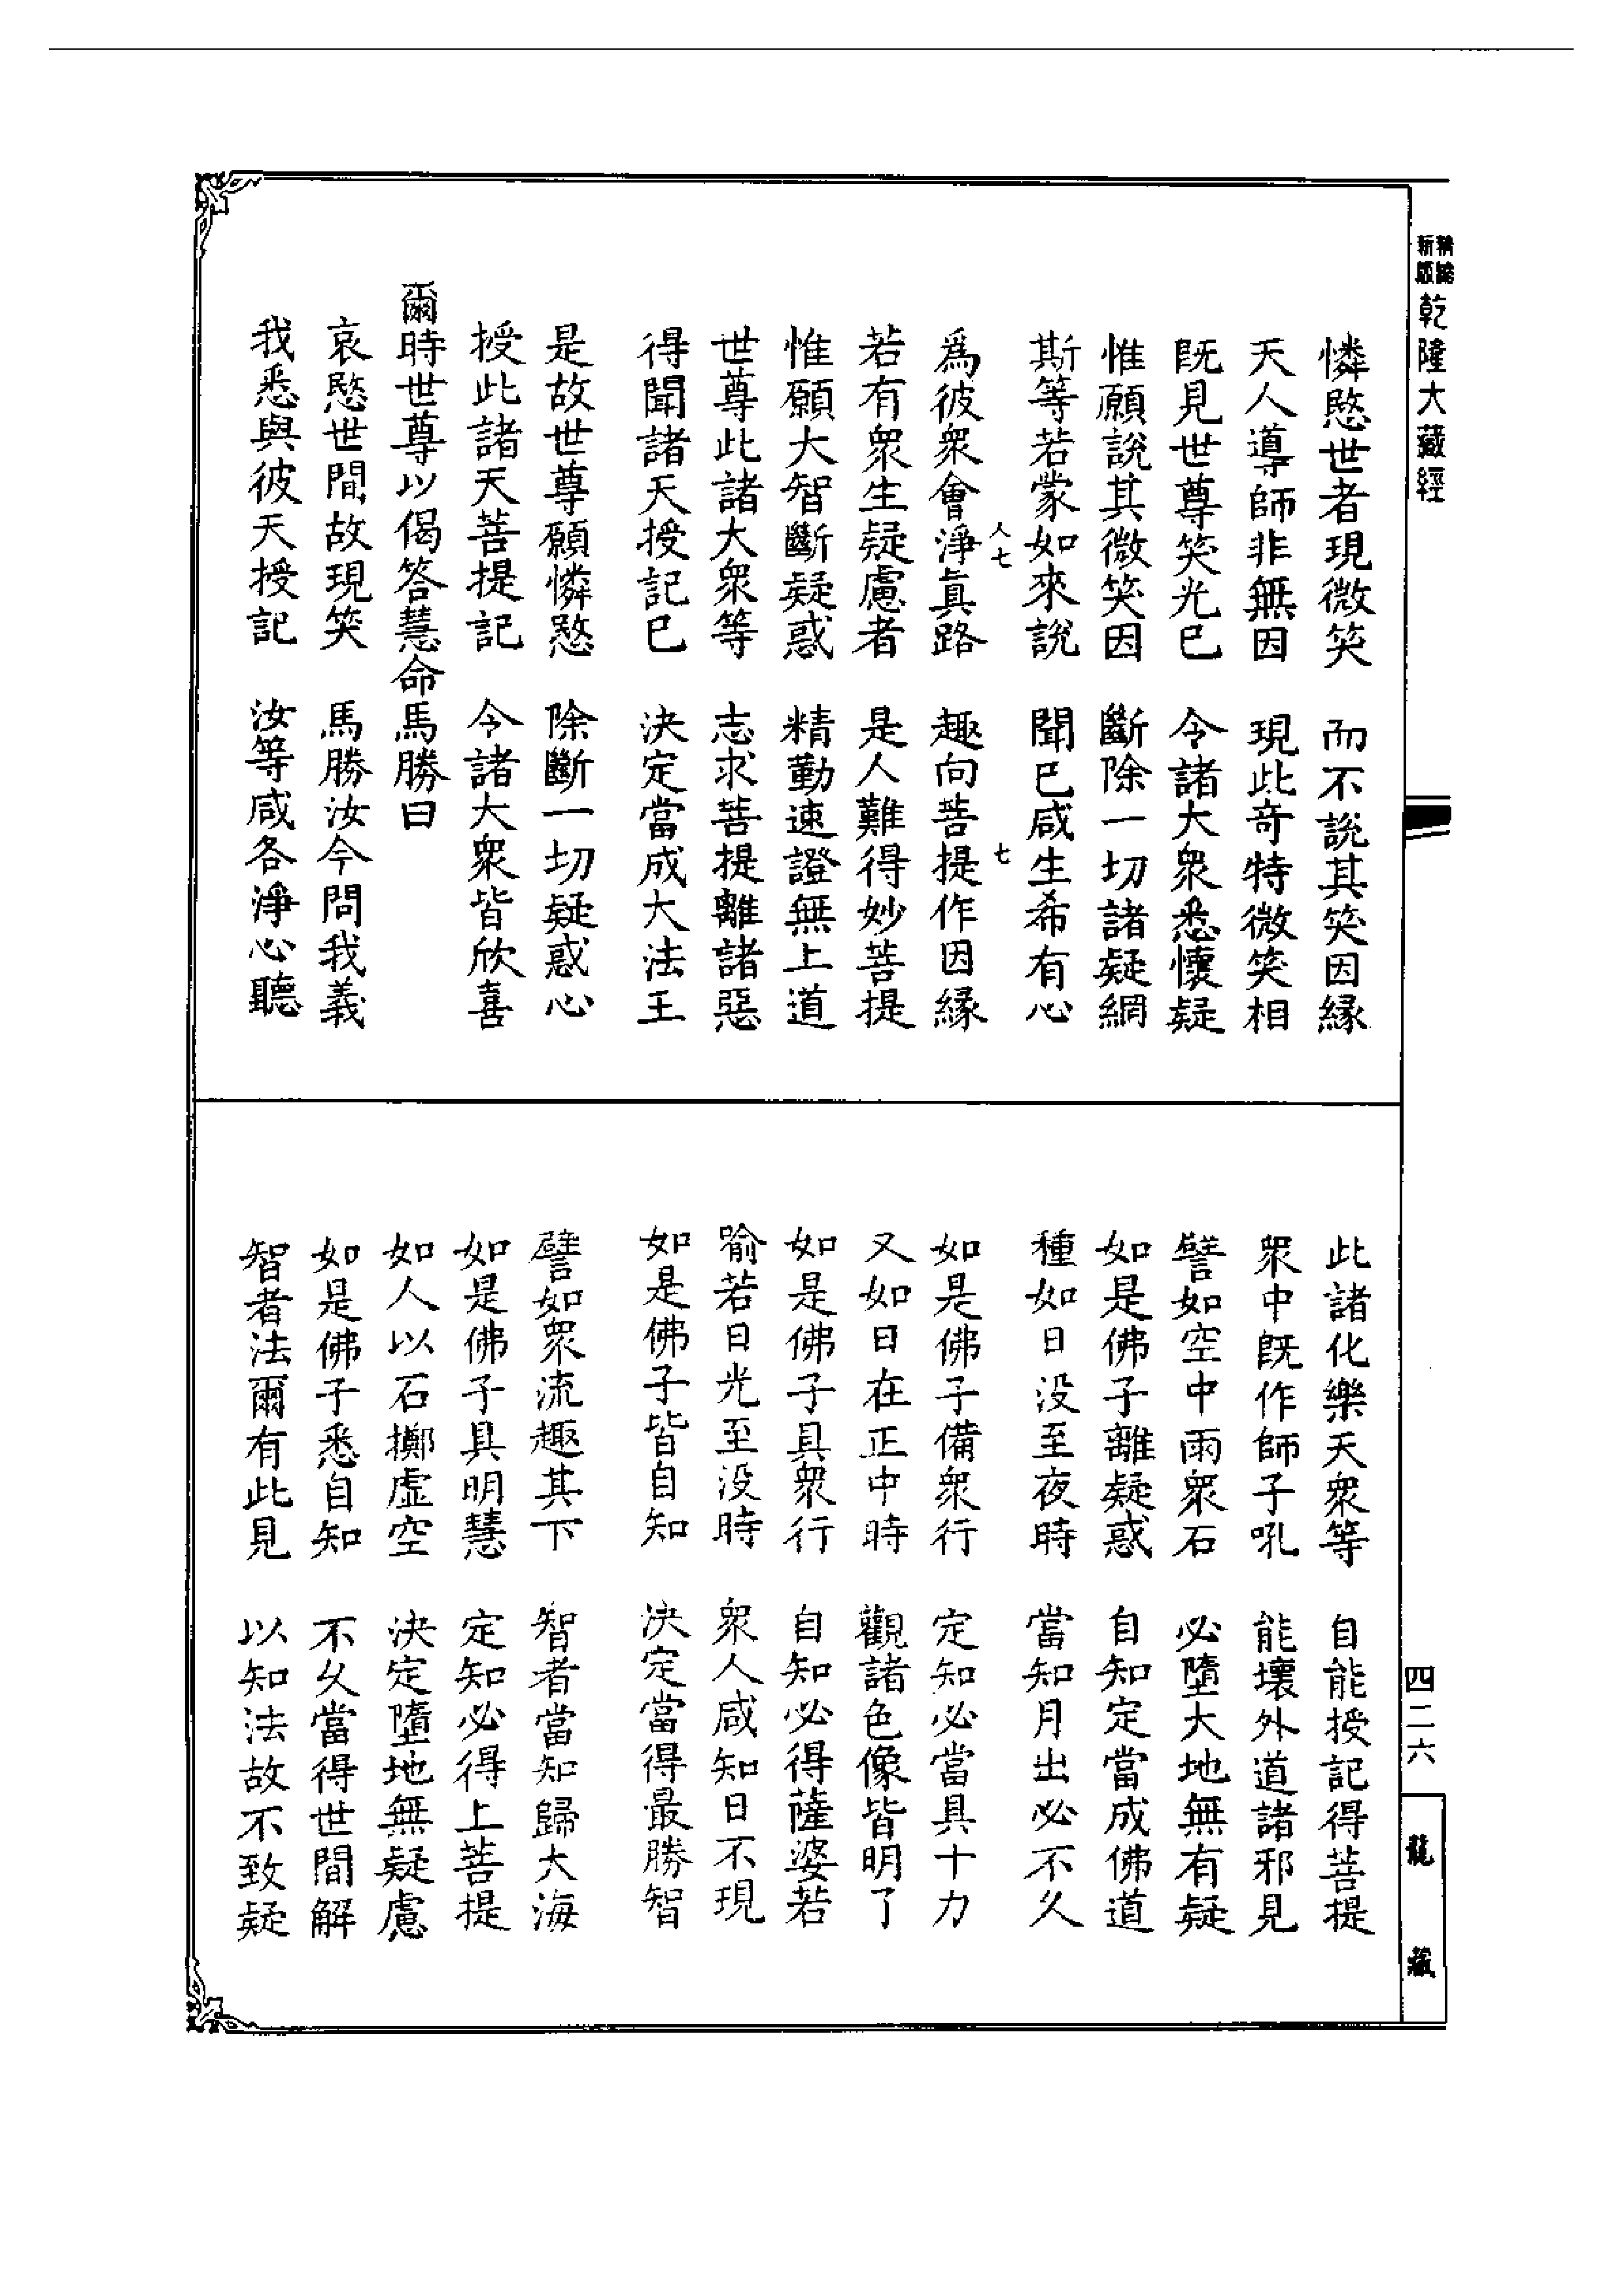 新版精縮乾隆大藏經
憐愍世者現微笑　而不說其笑因緣
天人導師非無因　現此奇特微笑相
旣見世尊笑光已　令諸大衆悉懷疑
惟願說其微笑因　斷除一切諸疑網
斯等若蒙如來說　聞已咸生希有心
人七　七
爲彼衆會淨眞路　趣向菩提作因緣
若有衆生疑慮者　是人難得妙菩提
惟願大智斷疑惑　精勤速證無上道
世尊此諸大衆等　志求菩提離諸惡
得聞諸天授記已　決定當成大法王
是故世尊願憐愍　除斷一切疑惑心
授此諸天菩提記　令諸大衆皆欣喜
爾時世尊以偈答慧命馬勝曰
哀愍世間故現笑　馬勝汝今問我義
我悉與彼天授記　汝等咸各淨心聽
此諸化樂天衆等　自能授記得菩提
衆中旣作師子吼　能壞外道諸邪見
譬如空中雨衆石　必墮大地無有疑
如是佛子離疑惑　自知定當成佛道
種如日没至夜時　當知月出必不久
如是佛子備衆行　定知必當具十力
又如日在正中時　觀諸色像皆明了
如是佛子具衆行　自知必得薩婆若
喻若日光至没時　衆人咸知日不現
如是佛子皆自知　決定當得最勝智
譬如衆流趣其下　智者當知歸大海
如是佛子具明慧　定知必得上菩提
如人以石擲虛空　決定墮地無疑慮
如是佛子悉自知　不久當得世間解
智者法爾有此見　以知法故不致疑
四二六
龍藏